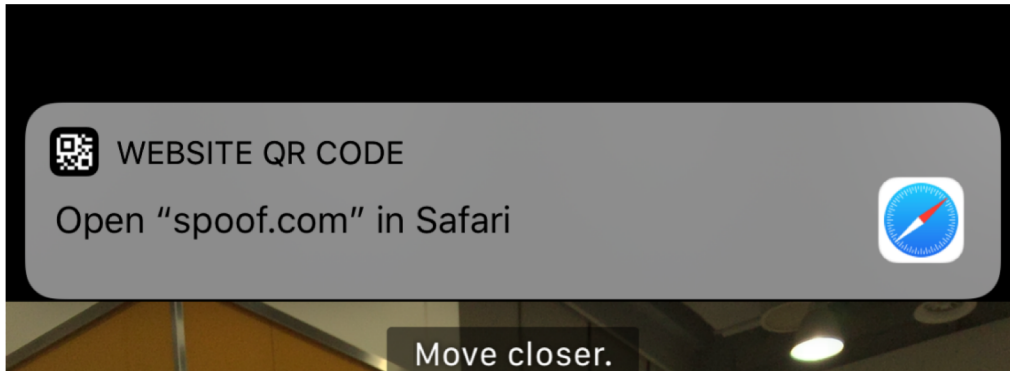 WEBSITE QR CODE
Open “spoof.com” in Safari
Move closer.